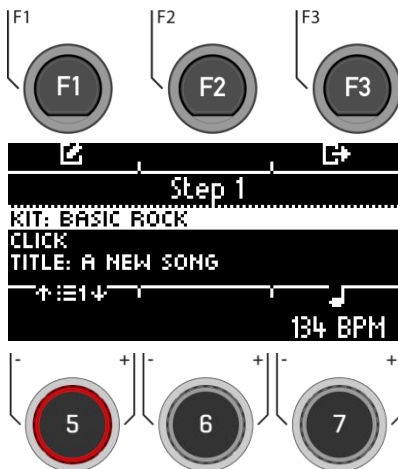 F1 F2 F3
F1 F2 F3
Step 1
KIT: BASIC ROCK
CLICK
TITLE: A NEW SONG
1
134 BPM
- + - + - +
5 6 7